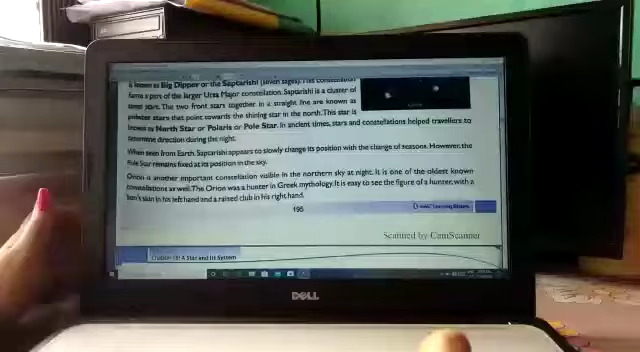 is known as Big Dipper or the Saptarishi (seven sages). This constellation
forms a part of the larger Ursa Major constellation. Saptarishi is a cluster of
seven stars. The two front stars together in a straight line are known as
pointer stars that point towards the shining star in the north. This star is
known as North Star or Polaris or Pole Star. In ancient times, stars and constellations helped travellers to
determine direction during the night.
When seen from Earth, Saptarishi appears to slowly change its position with the change of seasons. However, the
Pole Star remains fixed at its position in the sky.
Orion is another important constellation visible in the northern sky at night. It is one of the oldest known
constellations as well. The Orion was a hunter in Greek mythology. It is easy to see the figure of a hunter, with a
lion's skin in his left hand and a raised club in his right hand.
195
Scanned by CamScanner
Chapter 18: A Star and Its System
DELL